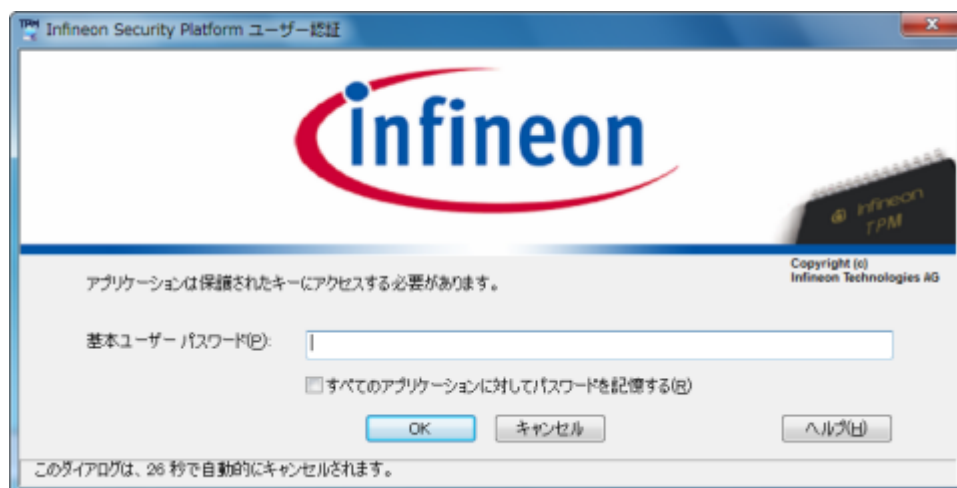 Infineon Security Platform ユーザー認証
infineon
Infineon
TPM
Copyright (c)
Infineon Technologies AG
アプリケーションは保護されたキーにアクセスする必要があります。
基本ユーザー パスワード(P):
すべてのアプリケーションに対してパスワードを記憶する(R)
OK
キャンセル
ヘルプ(H)
このダイアログは、26 秒で自動的にキャンセルされます。